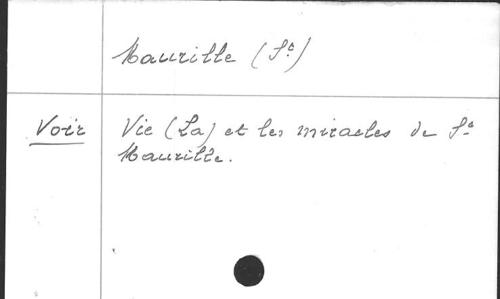 Maurille (St)
Voir Vie (La) et les miracles de St
Maurille.